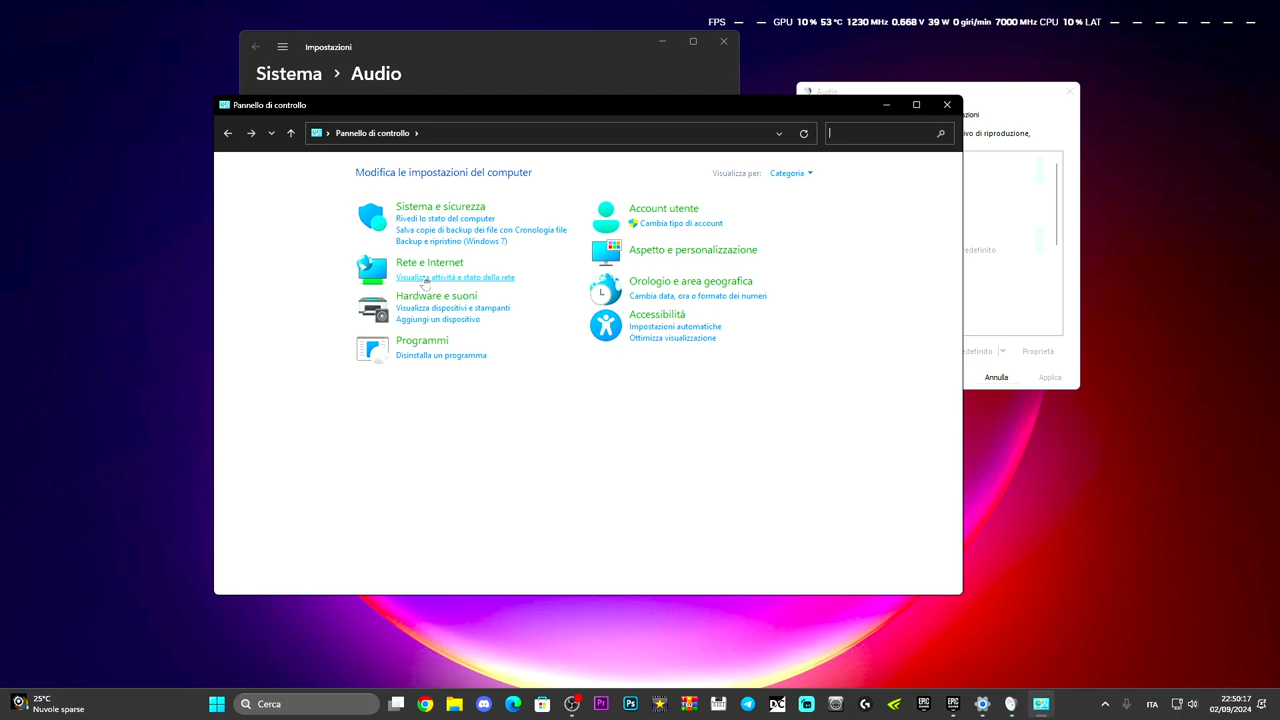 FPS — — GPU 10 % 53 °C 1230 MHz 0.668 V 39 W 0 giri/min 7000 MHz CPU 10 % LAT — — — — — — —
Impostazioni
Sistema > Audio
Audio
Pannello di controllo
Pannello di controllo
Modifica le impostazioni del computer
Visualizza per: Categoria
Sistema e sicurezza
Rivedi lo stato del computer
Salva copie di backup dei file con Cronologia file
Backup e ripristino (Windows 7)
Rete e Internet
Visualizza attività e stato della rete
Hardware e suoni
Visualizza dispositivi e stampanti
Aggiungi un dispositivo
Programmi
Disinstalla un programma
Account utente
Cambia tipo di account
Aspetto e personalizzazione
Orologio e area geografica
Cambia data, ora o formato dei numeri
Accessibilità
Impostazioni automatiche
Ottimizza visualizzazione
zioni
ivo di riproduzione,
edefinito
edefinito
Proprietà
Annulla
Applica
25°C
Nuvole sparse
Cerca
ITA
22:50:17
02/09/2024